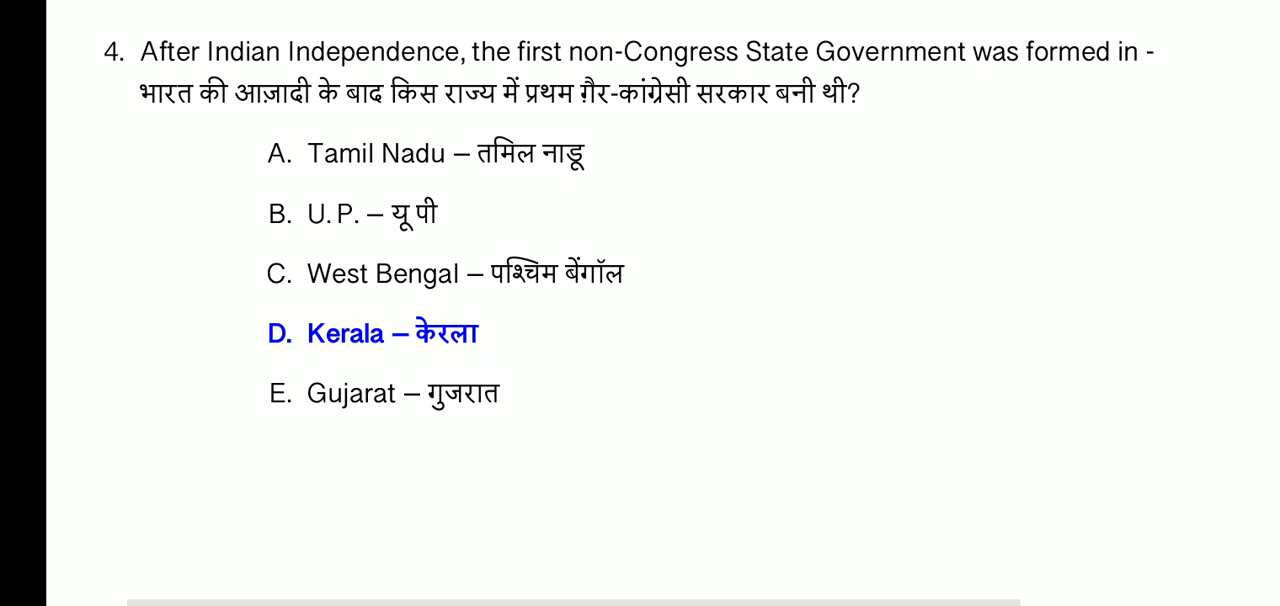 4. After Indian Independence, the first non-Congress State Government was formed in -
भारत की आज़ादी के बाद किस राज्य में प्रथम ग़ैर-कांग्रेसी सरकार बनी थी?
A. Tamil Nadu – तमिल नाडू
B. U. P. – यू पी
C. West Bengal – पश्चिम बेंगॉल
D. Kerala – केरला
E. Gujarat – गुजरात